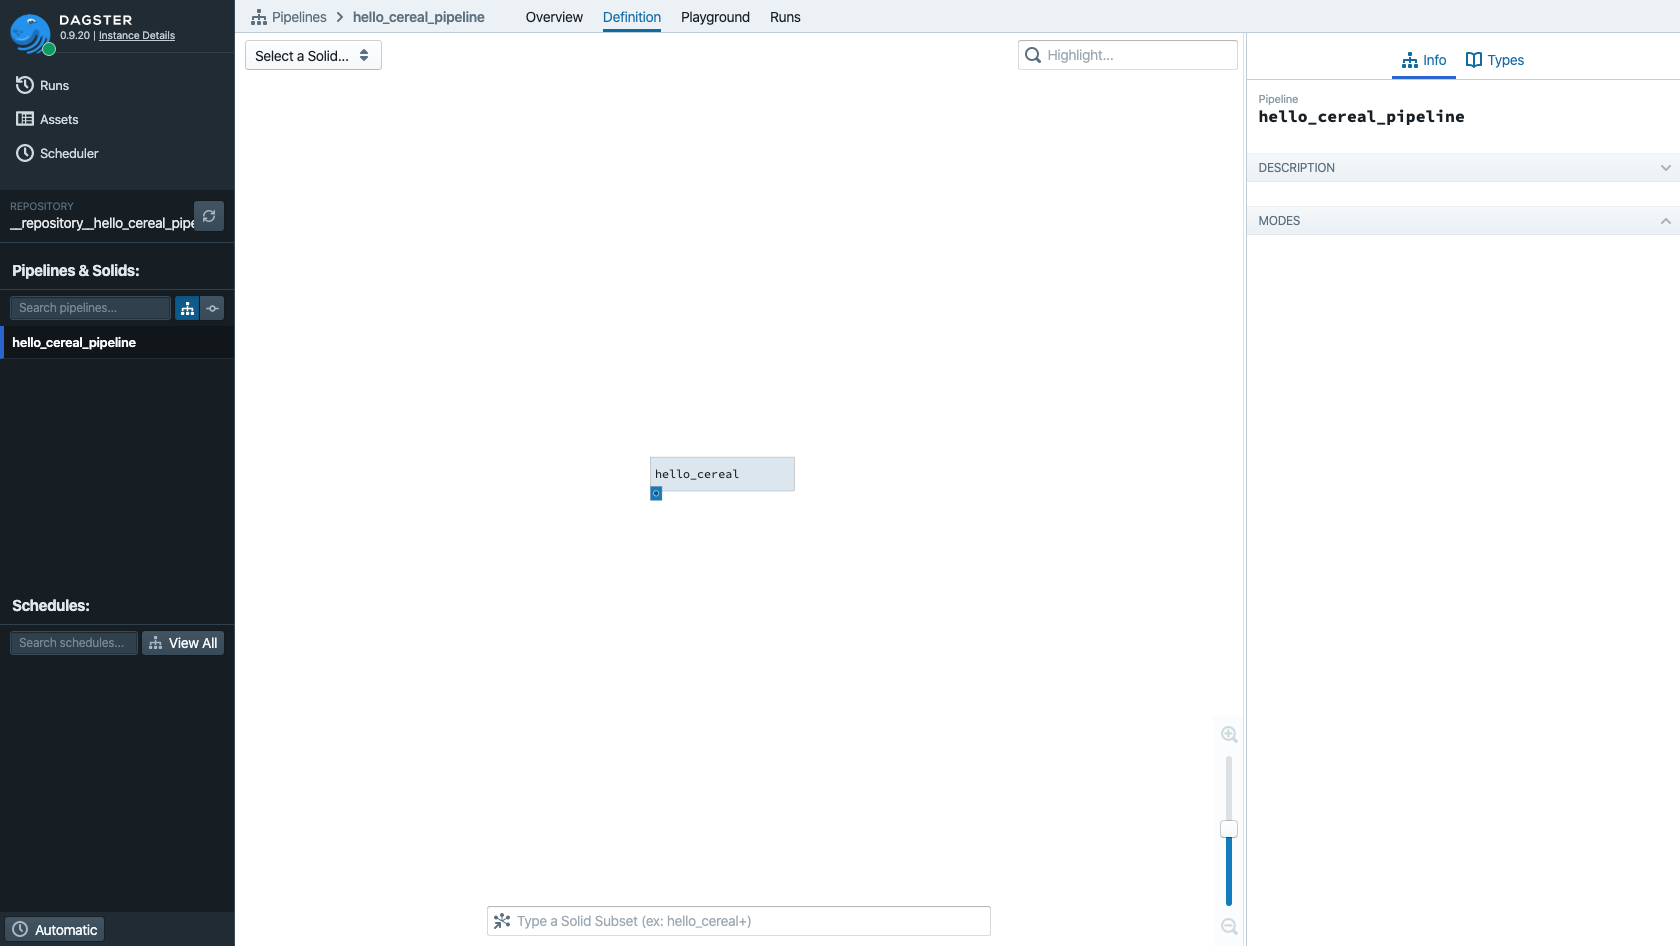 DAGSTER
0.9.20 | Instance Details
Runs
Assets
Scheduler
REPOSITORY
__repository__hello_cereal_pipe
Pipelines & Solids:
Search pipelines...
hello_cereal_pipeline
Schedules:
Search schedules...
View All
Automatic
Pipelines
hello_cereal_pipeline
Overview
Definition
Playground
Runs
Select a Solid...
Highlight...
hello_cereal
Type a Solid Subset (ex: hello_cereal+)
Info
Types
Pipeline
hello_cereal_pipeline
DESCRIPTION
MODES